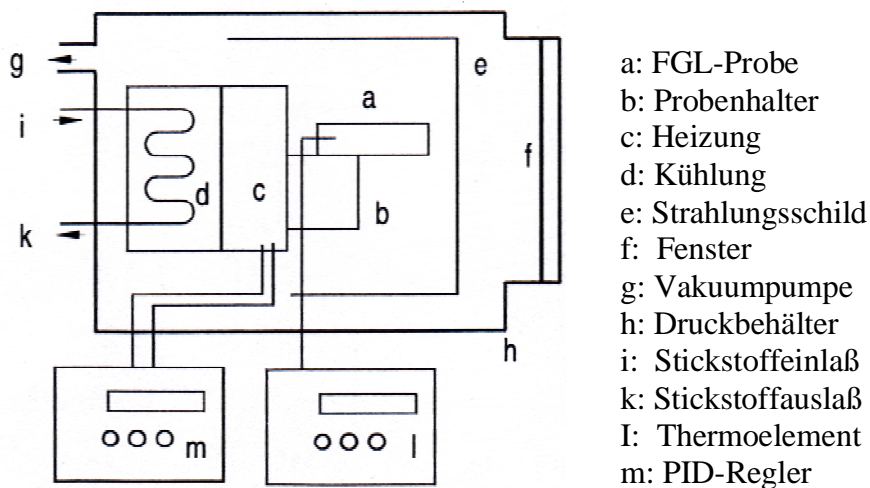 g
i
k
d
c
a
b
e
f
h
m
l
a: FGL-Probe
b: Probenhalter
c: Heizung
d: Kühlung
e: Strahlungsschild
f: Fenster
g: Vakuumpumpe
h: Druckbehälter
i: Stickstoffeinlaß
k: Stickstoffauslaß
I: Thermoelement
m: PID-Regler